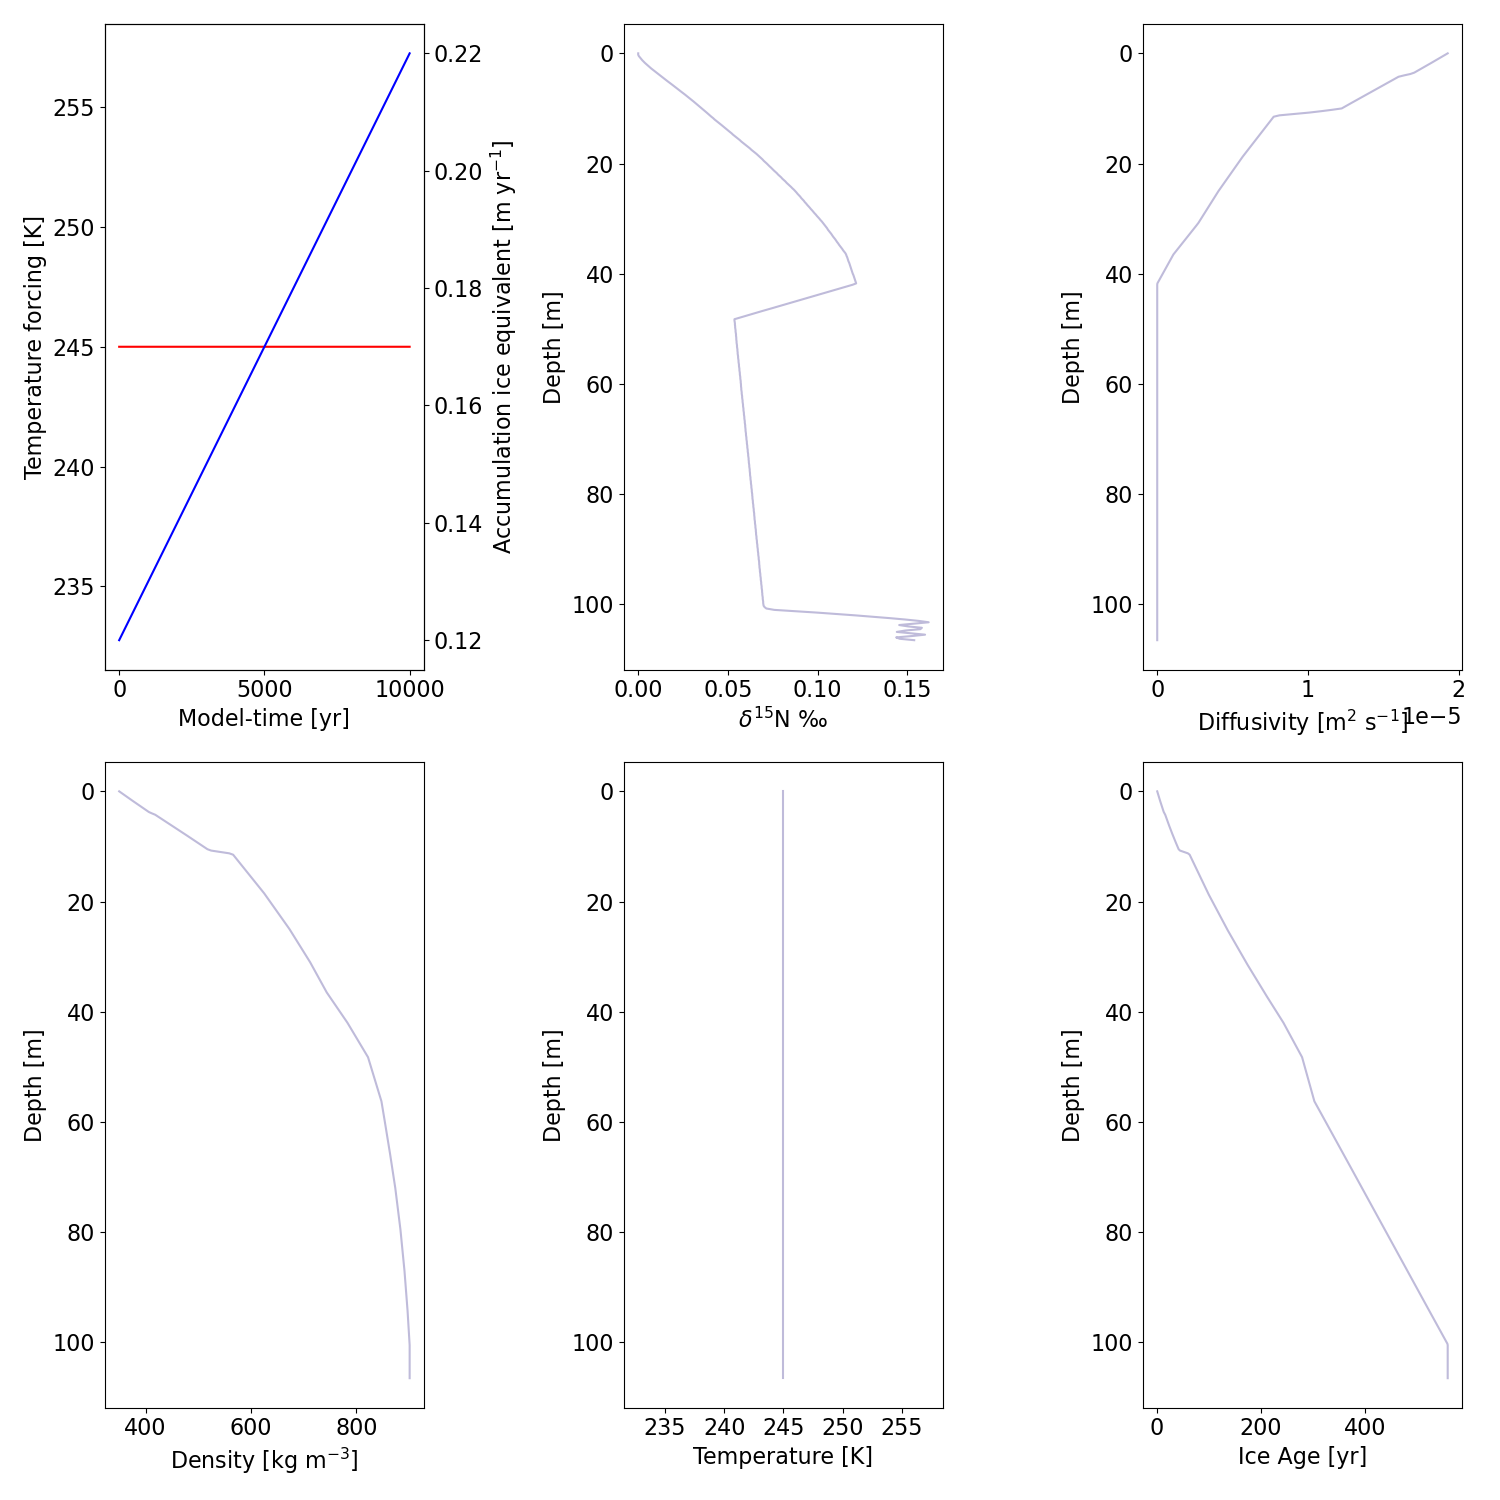 Temperature forcing [K]
255
250
245
240
235
0 5000 10000
Model-time [yr]
0.22
0.20
0.18
0.16
0.14
0.12
Accumulation ice equivalent [m yr⁻¹]
Depth [m]
0
20
40
60
80
100
0.00 0.05 0.10 0.15
δ¹⁵N ‰
Depth [m]
0
20
40
60
80
100
0 1 2
1e−5
Diffusivity [m² s⁻¹]
Depth [m]
0
20
40
60
80
100
400 600 800
Density [kg m⁻³]
Depth [m]
0
20
40
60
80
100
235 240 245 250 255
Temperature [K]
Depth [m]
0
20
40
60
80
100
0 200 400
Ice Age [yr]